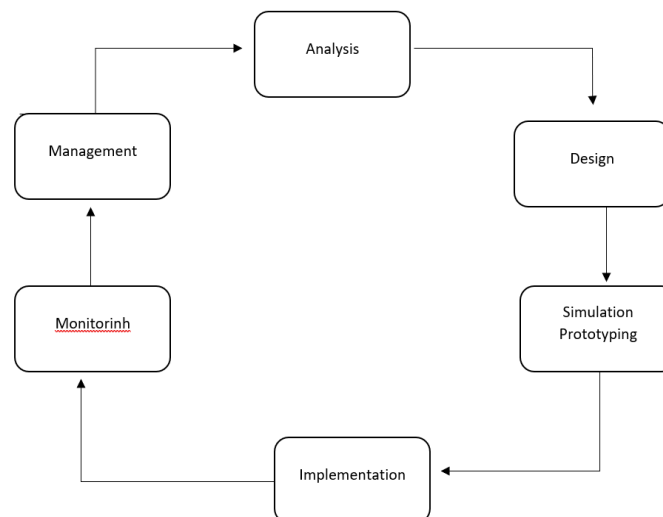 Analysis
Management
Design
Monitorinh
Simulation
Prototyping
Implementation